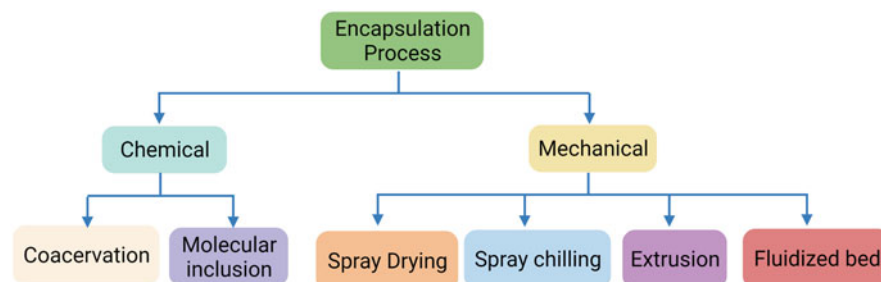 Encapsulation
Process
Chemical
Mechanical
Coacervation
Molecular
inclusion
Spray Drying
Spray chilling
Extrusion
Fluidized bed